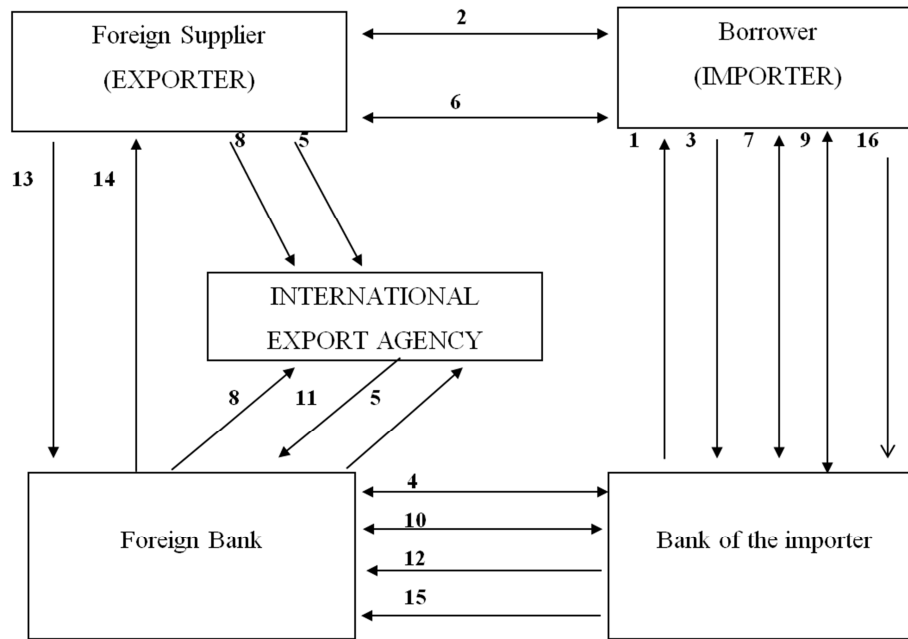 Foreign Supplier
(EXPORTER)
2
Borrower
(IMPORTER)
6
8
5
1
3
7
9
16
13
14
INTERNATIONAL
EXPORT AGENCY
8
11
5
4
Foreign Bank
10
Bank of the importer
12
15